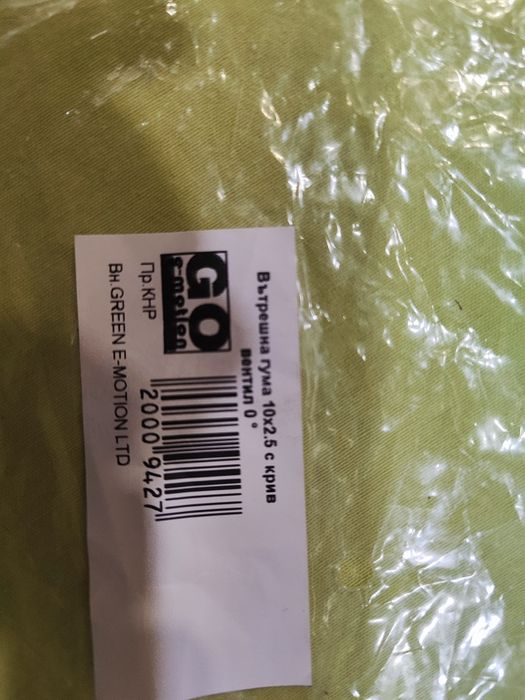 Вътрешна гума 10x2.5 с крив
вентил 0°
GO
e-motion
2000 9427
Пр.КНР
Вн.GREEN E-MOTION LTD